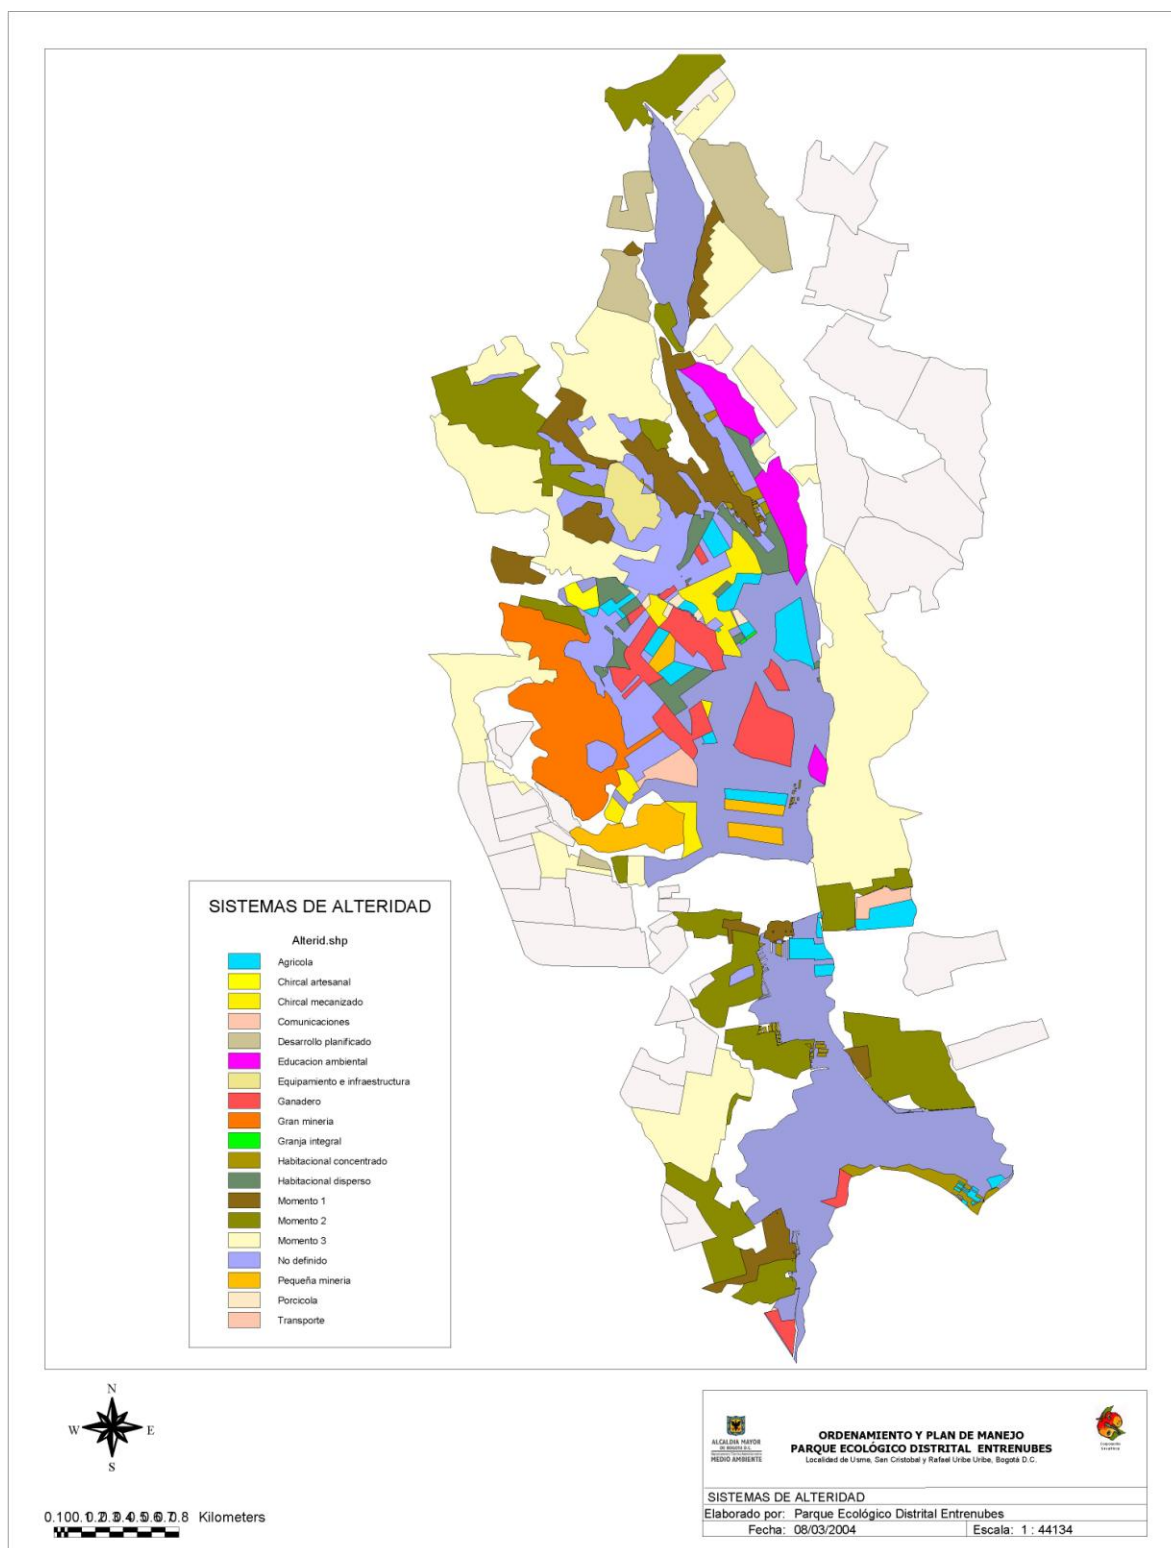 SISTEMAS DE ALTERIDAD
Alterid.shp
Agricola
Chircal artesanal
Chircal mecanizado
Comunicaciones
Desarrollo planificado
Educacion ambiental
Equipamiento e infraestructura
Ganadero
Gran mineria
Granja integral
Habitacional concentrado
Habitacional disperso
Momento 1
Momento 2
Momento 3
No definido
Pequeña mineria
Porcicola
Transporte
N
W E
S
Kilometers
ALCALDIA MAYOR
DE BOGOTA D.C.
MEDIO AMBIENTE
ORDENAMIENTO Y PLAN DE MANEJO
PARQUE ECOLÓGICO DISTRITAL ENTRENUBES
Localidad de Usme, San Cristobal y Rafael Uribe Uribe, Bogotá D.C.
SISTEMAS DE ALTERIDAD
Elaborado por: Parque Ecológico Distrital Entrenubes
Fecha: 08/03/2004 Escala: 1 : 44134